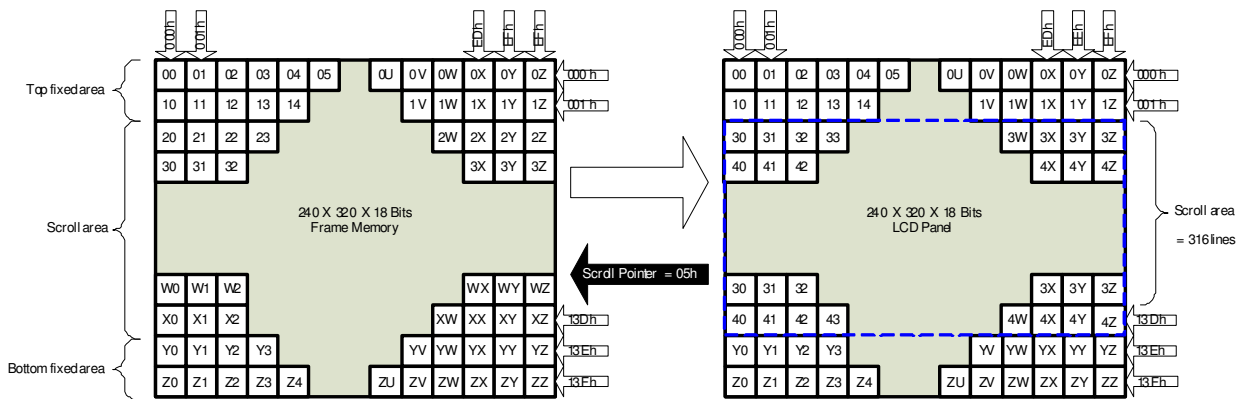 000h 001h EDh EFh EFh
000h 001h EDh EEh EFh
Top fixed area
00 01 02 03 04 05 0U 0V 0W 0X 0Y 0Z 000h
10 11 12 13 14 1V 1W 1X 1Y 1Z 001h
Scroll area
20 21 22 23 2W 2X 2Y 2Z
30 31 32 3X 3Y 3Z
240 X 320 X 18 Bits
Frame Memory
W0 W1 W2 WX WY WZ
X0 X1 X2 XW XX XY XZ 13Dh
Bottom fixed area
Y0 Y1 Y2 Y3 YV YW YX YY YZ 13Eh
Z0 Z1 Z2 Z3 Z4 ZU ZV ZW ZX ZY ZZ 13Fh
Scroll Pointer = 05h
00 01 02 03 04 05 0U 0V 0W 0X 0Y 0Z 000h
10 11 12 13 14 1V 1W 1X 1Y 1Z 001h
30 31 32 33 3W 3X 3Y 3Z
40 41 42 4X 4Y 4Z
240 X 320 X 18 Bits
LCD Panel
Scroll area
= 316 lines
30 31 32 3X 3Y 3Z
40 41 42 43 4W 4X 4Y 4Z 13Dh
Y0 Y1 Y2 Y3 YV YW YX YY YZ 13Eh
Z0 Z1 Z2 Z3 Z4 ZU ZV ZW ZX ZY ZZ 13Fh